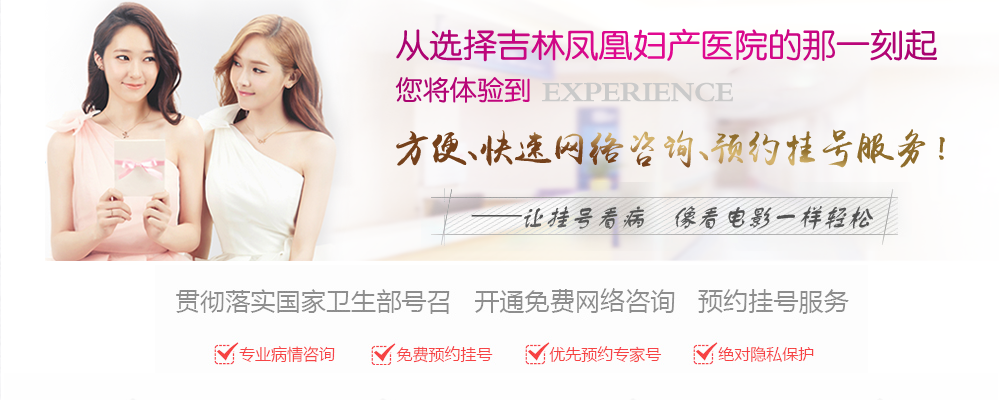 从选择吉林凤凰妇产医院的那一刻起
您将体验到 EXPERIENCE
方便、快速网络咨询、预约挂号服务！
——让挂号看病 像看电影一样轻松
贯彻落实国家卫生部号召 开通免费网络咨询 预约挂号服务
专业病情咨询 免费预约挂号 优先预约专家号 绝对隐私保护